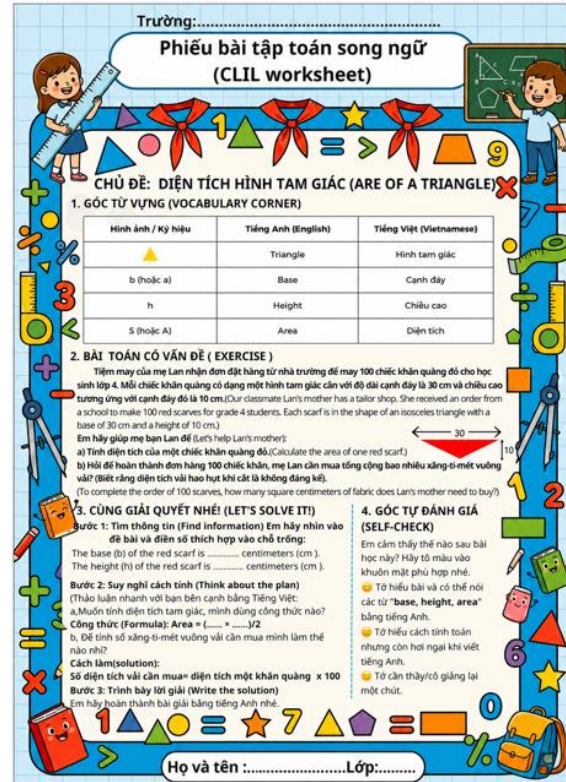 Trường:......................................................
Phiếu bài tập toán song ngữ
(CLIL worksheet)
CHỦ ĐỀ: DIỆN TÍCH HÌNH TAM GIÁC (ARE OF A TRIANGLE)
1. GÓC TỪ VỰNG (VOCABULARY CORNER)
Hình ảnh / Ký hiệu Tiếng Anh (English) Tiếng Việt (Vietnamese)
Triangle Hình tam giác
b (hoặc a) Base Cạnh đáy
h Height Chiều cao
S (hoặc A) Area Diện tích
2. BÀI TOÁN CÓ VẤN ĐỀ ( EXERCISE )
Tiệm may của mẹ Lan nhận đơn đặt hàng từ nhà trường để may 100 chiếc khăn quàng đỏ cho học
sinh lớp 4. Mỗi chiếc khăn quàng có dạng một hình tam giác cân với độ dài cạnh đáy là 30 cm và chiều cao
tương ứng với cạnh đáy đó là 10 cm.(Our classmate Lan's mother has a tailor shop. She received an order from
a school to make 100 red scarves for grade 4 students. Each scarf is in the shape of an isosceles triangle with a
base of 30 cm and a height of 10 cm.)
Em hãy giúp mẹ bạn Lan để (Let's help Lan's mother):
a) Tính diện tích của một chiếc khăn quàng đỏ.(Calculate the area of one red scarf.)
30
10
b) Hỏi để hoàn thành đơn hàng 100 chiếc khăn, mẹ Lan cần mua tổng cộng bao nhiêu xăng-ti-mét vuông
vải? (Biết rằng diện tích vải hao hụt khi cắt là không đáng kể).
(To complete the order of 100 scarves, how many square centimeters of fabric does Lan's mother need to buy?)
3. CÙNG GIẢI QUYẾT NHÉ! (LET'S SOLVE IT!)
Bước 1: Tìm thông tin (Find information) Em hãy nhìn vào
đề bài và điền số thích hợp vào chỗ trống:
The base (b) of the red scarf is ............. centimeters (cm ).
The height (h) of the red scarf is ............. centimeters (cm ).
Bước 2: Suy nghĩ cách tính (Think about the plan)
(Thảo luận nhanh với bạn bên cạnh bằng Tiếng Việt:
a,Muốn tính diện tích tam giác, mình dùng công thức nào?
Công thức (Formula): Area = (...... × ......)/2
b, Để tính số xăng-ti-mét vuông vải cần mua mình làm thế
nào nhỉ?
Cách làm(solution):
Số diện tích vải cần mua= diện tích một khăn quàng x 100
Bước 3: Trình bày lời giải (Write the solution)
Em hãy hoàn thành bài giải bằng tiếng Anh nhé.
4. GÓC TỰ ĐÁNH GIÁ
(SELF-CHECK)
Em cảm thấy thế nào sau bài
học này? Hãy tô màu vào
khuôn mặt phù hợp nhé.
Tớ hiểu bài và có thể nói
các từ "base, height, area"
bằng tiếng Anh.
Tớ hiểu cách tính toán
nhưng còn hơi ngại khi viết
tiếng Anh.
Tớ cần thầy/cô giảng lại
một chút.
Họ và tên :.......................Lớp:.........